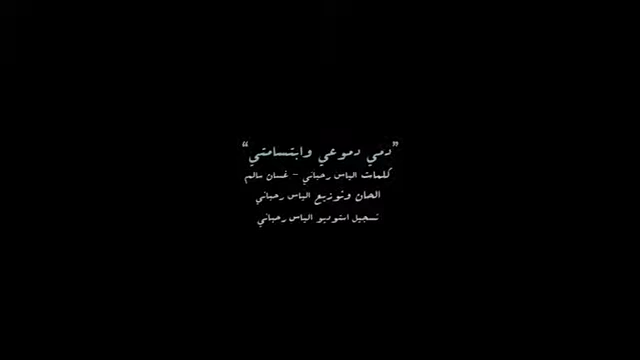 ”دمي دموعي وابتسامتي“
كلمات الياس رحباني - غسان سالم
الحان وتوزيع الياس رحباني
تسجيل استوديو الياس رحباني